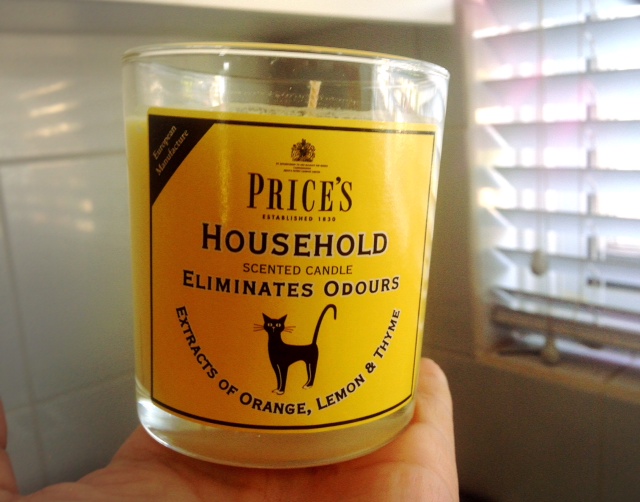 European
Manufacture
PRICE'S
ESTABLISHED 1830
HOUSEHOLD
SCENTED CANDLE
ELIMINATES ODOURS
EXTRACTS OF ORANGE, LEMON & THYME